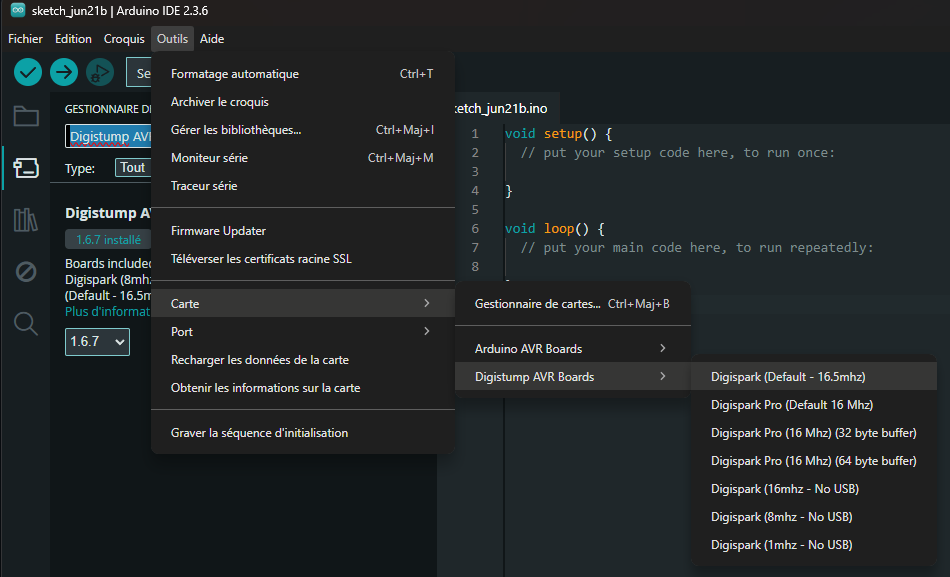 sketch_jun21b | Arduino IDE 2.3.6
Fichier Edition Croquis Outils Aide
Se
GESTIONNAIRE DE
Digistump AVR
Type: Tout
Digistump AV
1.6.7 installé
Boards included
Digispark (8mhz
(Default - 16.5m
Plus d'informat
1.6.7
Formatage automatique Ctrl+T
Archiver le croquis
Gérer les bibliothèques... Ctrl+Maj+I
Moniteur série Ctrl+Maj+M
Traceur série
Firmware Updater
Téléverser les certificats racine SSL
Carte
Port
Recharger les données de la carte
Obtenir les informations sur la carte
Graver la séquence d'initialisation
ketch_jun21b.ino
1 void setup() {
2 // put your setup code here, to run once:
3
4 }
5
6 void loop() {
7 // put your main code here, to run repeatedly:
8
Gestionnaire de cartes... Ctrl+Maj+B
Arduino AVR Boards
Digistump AVR Boards
Digispark (Default - 16.5mhz)
Digispark Pro (Default 16 Mhz)
Digispark Pro (16 Mhz) (32 byte buffer)
Digispark Pro (16 Mhz) (64 byte buffer)
Digispark (16mhz - No USB)
Digispark (8mhz - No USB)
Digispark (1mhz - No USB)